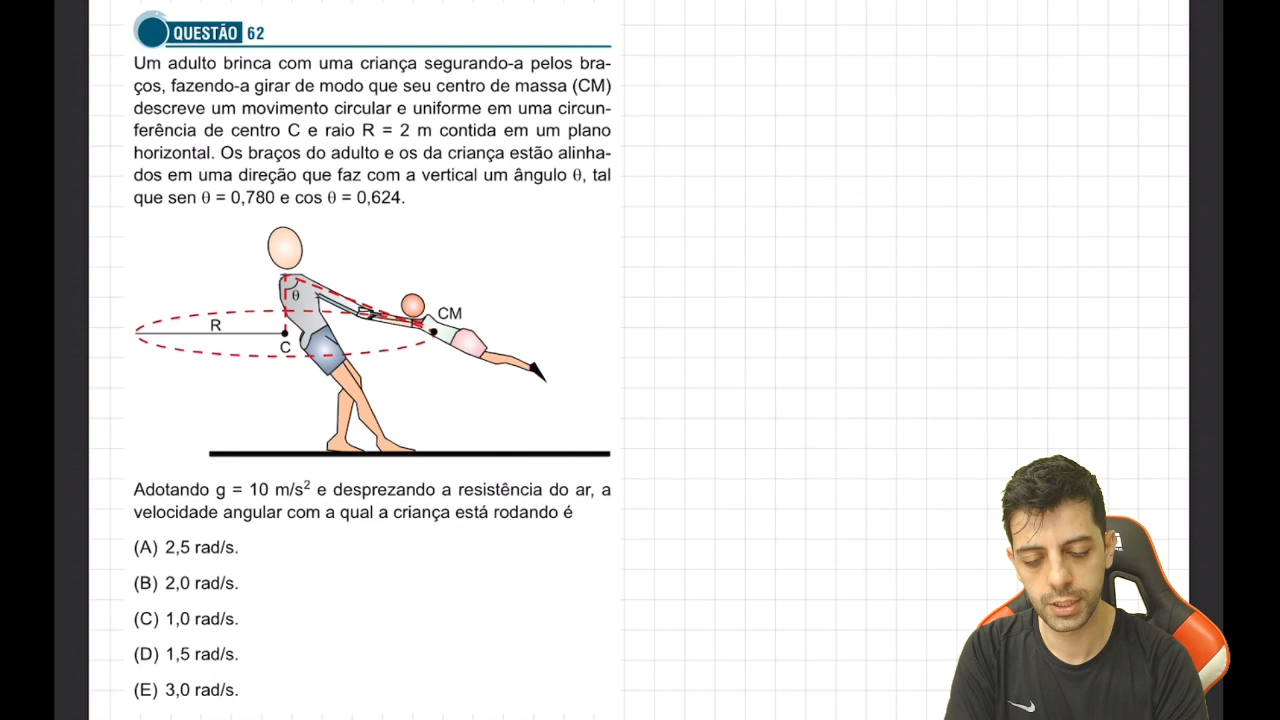 QUESTÃO 62
Um adulto brinca com uma criança segurando-a pelos bra-
ços, fazendo-a girar de modo que seu centro de massa (CM)
descreve um movimento circular e uniforme em uma circun-
ferência de centro C e raio R = 2 m contida em um plano
horizontal. Os braços do adulto e os da criança estão alinha-
dos em uma direção que faz com a vertical um ângulo θ, tal
que sen θ = 0,780 e cos θ = 0,624.
θ
CM
R
C
Adotando g = 10 m/s² e desprezando a resistência do ar, a
velocidade angular com a qual a criança está rodando é
(A) 2,5 rad/s.
(B) 2,0 rad/s.
(C) 1,0 rad/s.
(D) 1,5 rad/s.
(E) 3,0 rad/s.